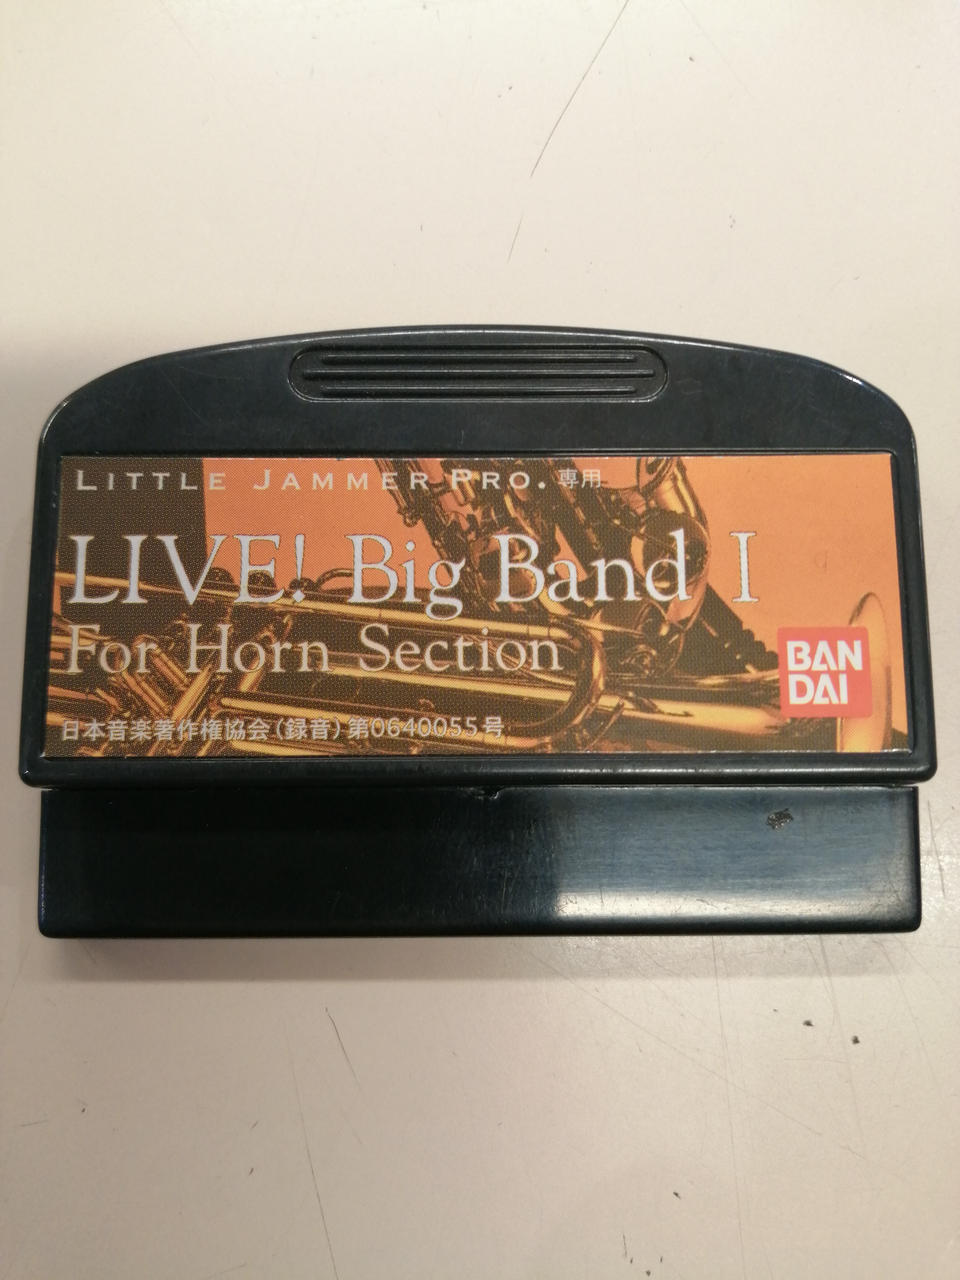 LITTLE JAMMER PRO. 専用
LIVE! Big Band I
For Horn Section
BAN
DAI
日本音楽著作権協会(録音)第0640055号